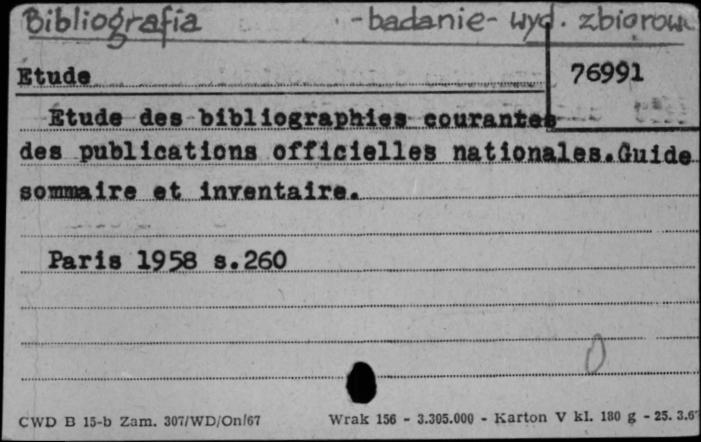 Bibliografia - badanie - wyd. zbiorow
Etude
76991
Etude des bibliographies courantes
des publications officielles nationales.Guide
sommaire et inventaire.
Paris 1958 s.260
CWD B 15-b Zam. 307/WD/On/67 Wrak 156 - 3.305.000 - Karton V kl. 180 g - 25. 3.67